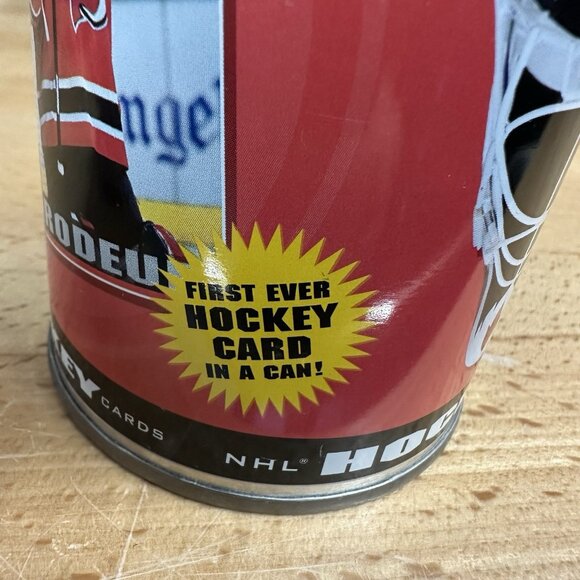 nge
RODEU
FIRST EVER
HOCKEY
CARD
IN A CAN!
KEY CARDS
NHL® HOC